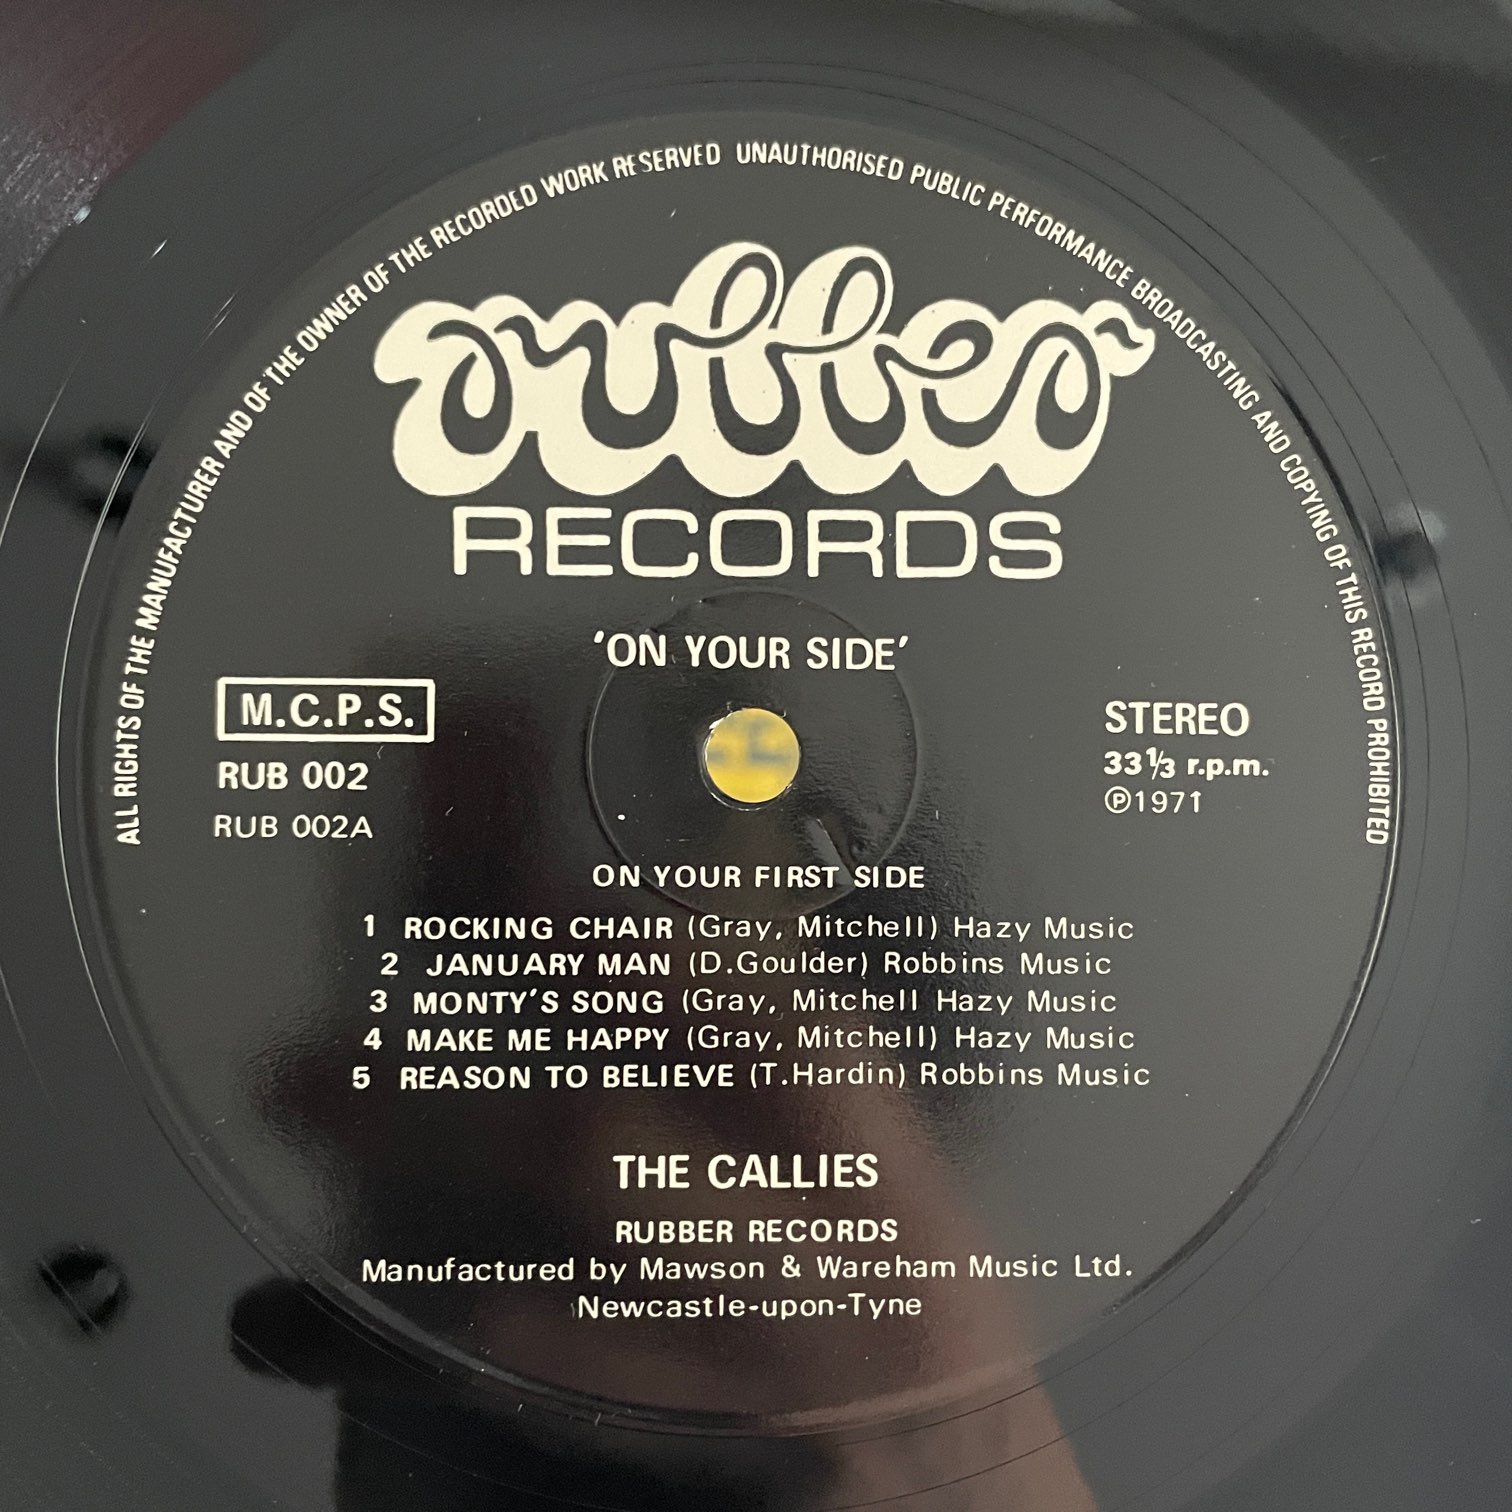 ALL RIGHTS OF THE MANUFACTURER AND OF THE OWNER OF THE RECORDED WORK RESERVED UNAUTHORISED PUBLIC PERFORMANCE BROADCASTING AND COPYING OF THIS RECORD PROHIBITED
rubber
RECORDS
'ON YOUR SIDE'
M.C.P.S.
RUB 002
RUB 002A
STEREO
33⅓ r.p.m.
℗1971
ON YOUR FIRST SIDE
1 ROCKING CHAIR (Gray, Mitchell) Hazy Music
2 JANUARY MAN (D.Goulder) Robbins Music
3 MONTY'S SONG (Gray, Mitchell Hazy Music
4 MAKE ME HAPPY (Gray, Mitchell) Hazy Music
5 REASON TO BELIEVE (T.Hardin) Robbins Music
THE CALLIES
RUBBER RECORDS
Manufactured by Mawson & Wareham Music Ltd.
Newcastle-upon-Tyne